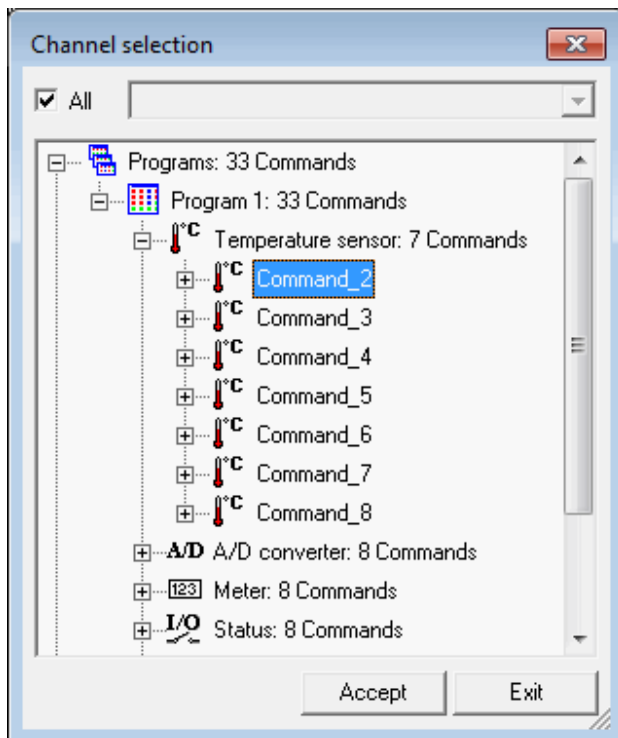 Channel selection
All
Programs: 33 Commands
Program 1: 33 Commands
°C Temperature sensor: 7 Commands
°C Command_2
°C Command_3
°C Command_4
°C Command_5
°C Command_6
°C Command_7
°C Command_8
A/D A/D converter: 8 Commands
123 Meter: 8 Commands
I/O Status: 8 Commands
Accept Exit